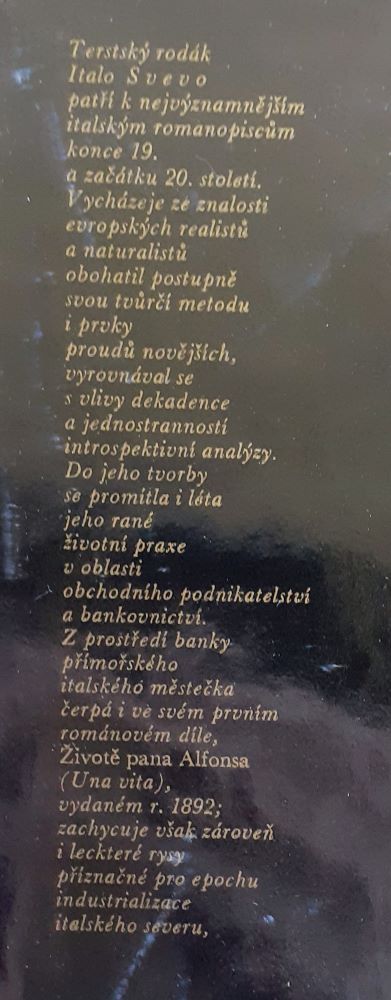 Terstský rodák
Italo Svevo
patří k nejvýznamnějším
italským romanopiscům
konce 19.
a začátku 20. století.
Vycházeje ze znalosti
evropských realistů
a naturalistů
obohatil postupně
svou tvůrčí metodu
i prvky
proudů novějších,
vyrovnával se
s vlivy dekadence
a jednostranností
introspektivní analýzy.
Do jeho tvorby
se promítla i léta
jeho rané
životní praxe
v oblasti
obchodního podnikatelství
a bankovnictví.
Z prostředí banky
přímořského
italského městečka
čerpá i ve svém prvním
románovém díle,
Životě pana Alfonsa
(Una vita),
vydaném r. 1892;
zachycuje však zároveň
i leckteré rysy
příznačné pro epochu
industrializace
italského severu,